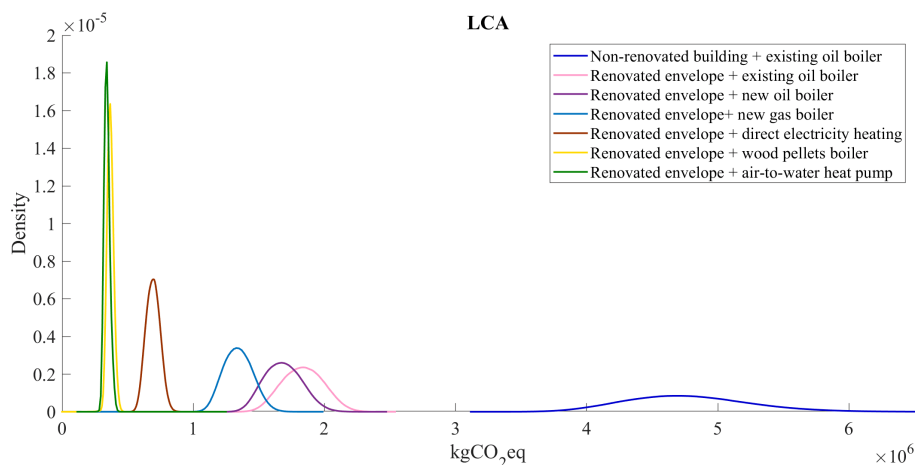 LCA
×10⁻⁵
2
1.8
1.6
1.4
1.2
1
0.8
0.6
0.4
0.2
0
Density
Non-renovated building + existing oil boiler
Renovated envelope + existing oil boiler
Renovated envelope + new oil boiler
Renovated envelope+ new gas boiler
Renovated envelope + direct electricity heating
Renovated envelope + wood pellets boiler
Renovated envelope + air-to-water heat pump
0 1 2 3 4 5 6
kgCO₂eq
×10⁶